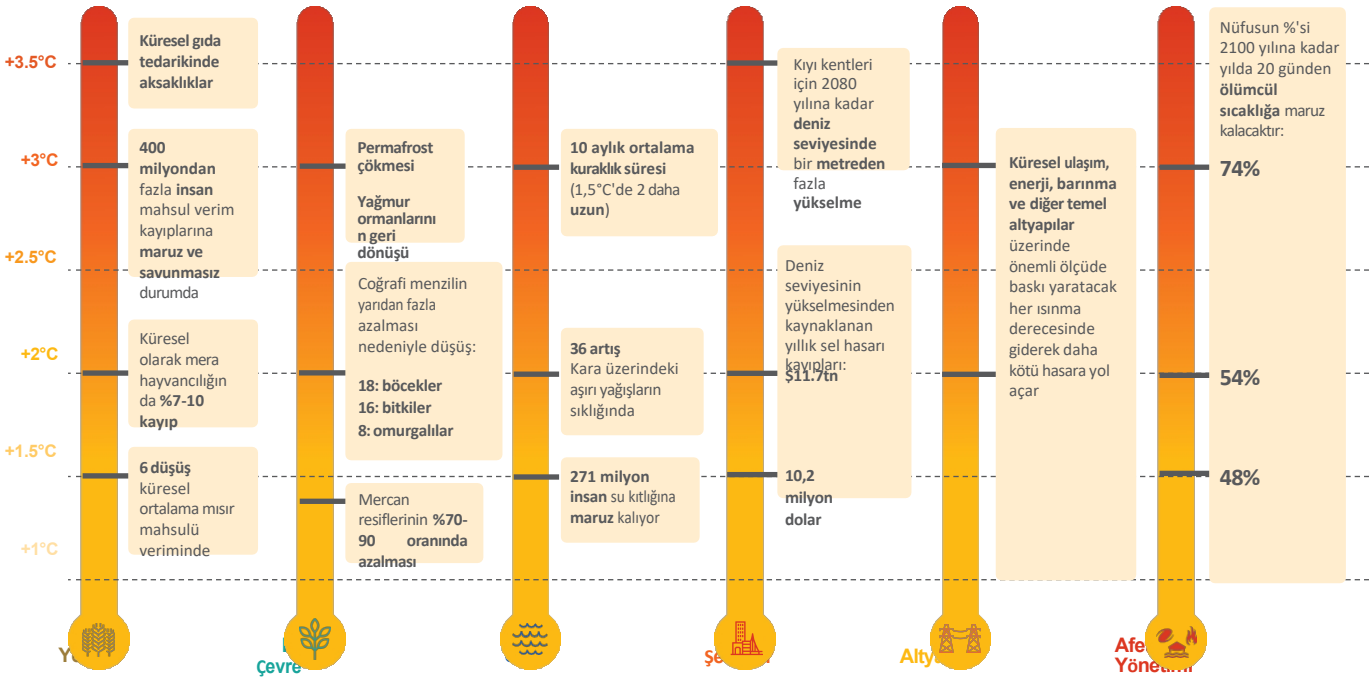 +3.5°C
+3°C
+2.5°C
+2°C
+1.5°C
+1°C
Küresel gıda
tedarikinde
aksaklıklar
400
milyondan
fazla insan
mahsul verim
kayıplarına
maruz ve
savunmasız
durumda
Küresel
olarak mera
hayvancılığın
da %7-10
kayıp
6 düşüş
küresel
ortalama mısır
mahsulü
veriminde
Permafrost
çökmesi
Yağmur
ormanlarını
n geri
dönüşü
Coğrafi menzilin
yarıdan fazla
azalması
nedeniyle düşüş:
18: böcekler
16: bitkiler
8: omurgalılar
Mercan
resiflerinin %70-
90 oranında
azalması
10 aylık ortalama
kuraklık süresi
(1,5°C'de 2 daha
uzun)
36 artış
Kara üzerindeki
aşırı yağışların
sıklığında
271 milyon
insan su kıtlığına
maruz kalıyor
Kıyı kentleri
için 2080
yılına kadar
deniz
seviyesinde
bir metreden
fazla
yükselme
Deniz
seviyesinin
yükselmesinden
kaynaklanan
yıllık sel hasarı
kayıpları:
$11.7tn
10,2
milyon
dolar
Küresel ulaşım,
enerji, barınma
ve diğer temel
altyapılar
üzerinde
önemli ölçüde
baskı yaratacak
her ısınma
derecesinde
giderek daha
kötü hasara yol
açar
Nüfusun %'si
2100 yılına kadar
yılda 20 günden
ölümcül
sıcaklığa maruz
kalacaktır:
74%
54%
48%
Çevre
Yönetimi